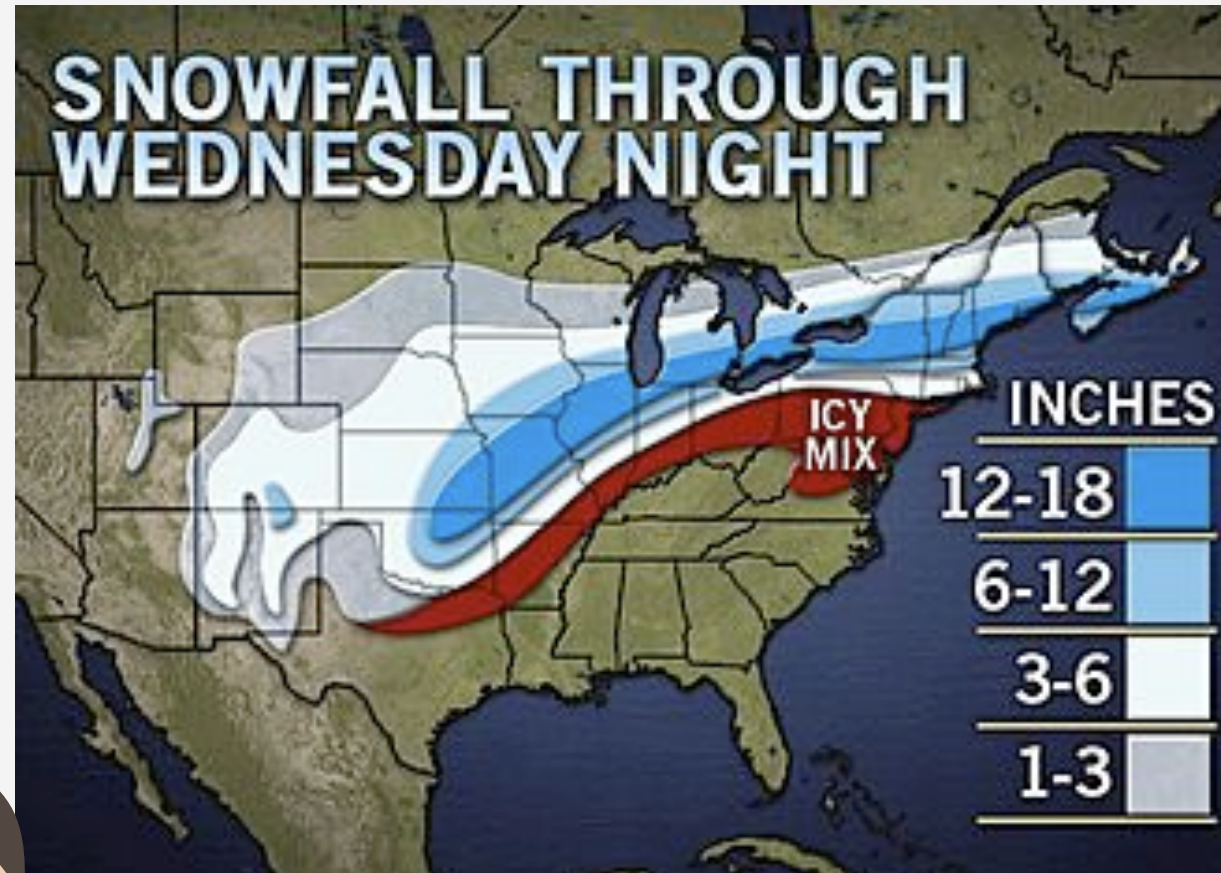 SNOWFALL THROUGH
WEDNESDAY NIGHT
ICY
MIX
INCHES
12-18
6-12
3-6
1-3